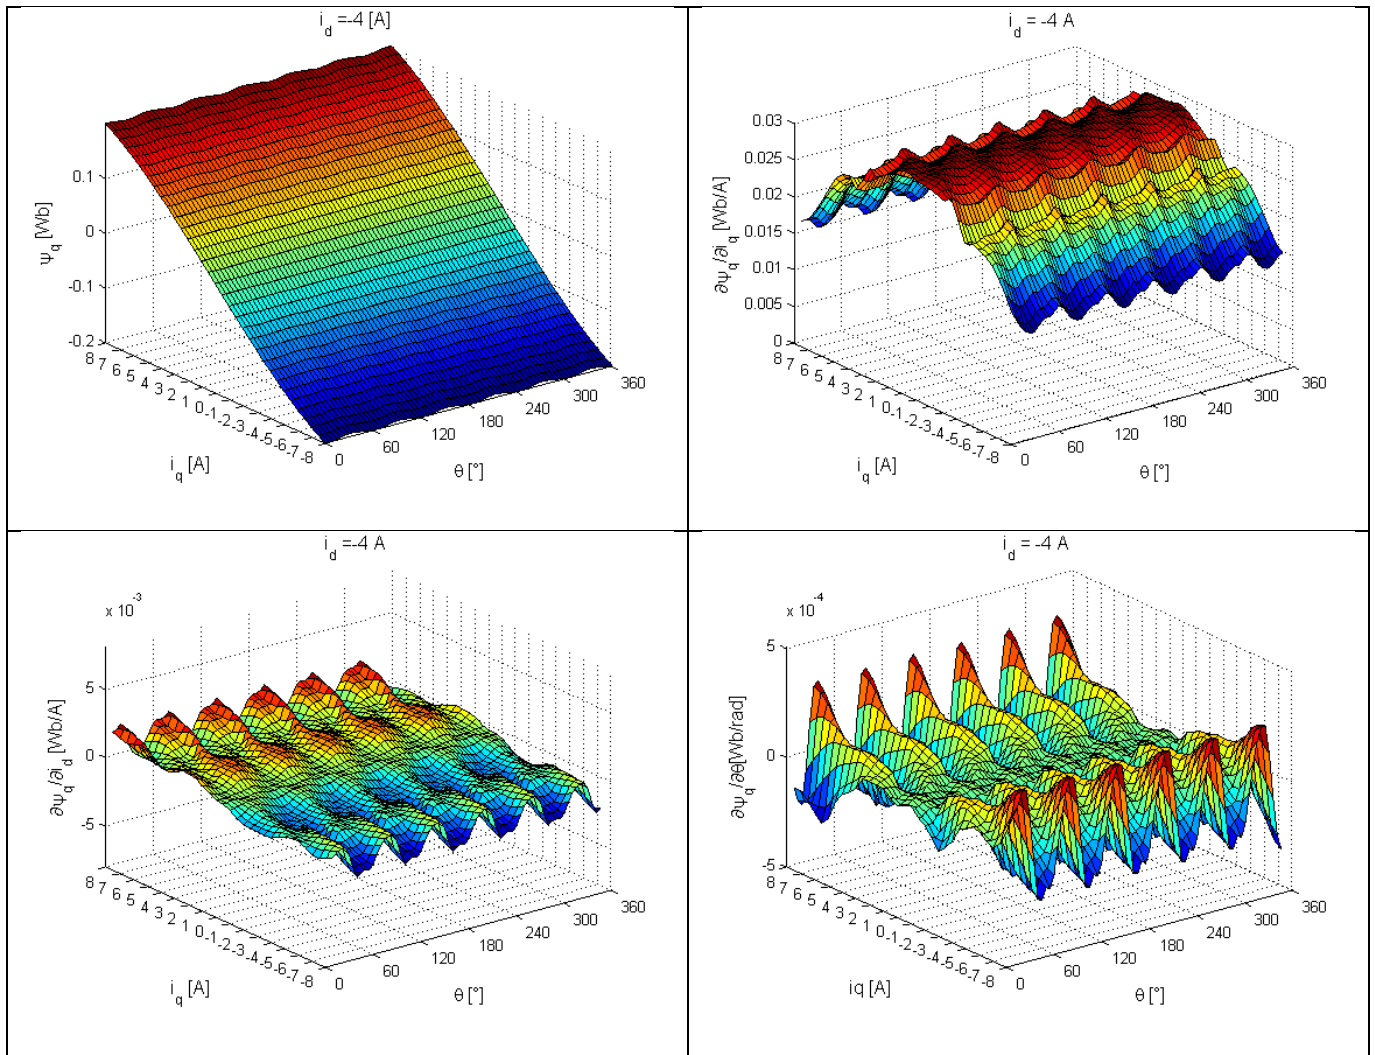 i_d =-4 [A]
0.1
0
-0.1
-0.2
ψ_q [Wb]
8 7 6 5 4 3 2 1 0 -1 -2 -3 -4 -5 -6 -7 -8
i_q [A]
0 60 120 180 240 300 360
θ [°]
i_d = -4 A
0.03
0.025
0.02
0.015
0.01
0.005
0
∂ψ_q/∂i_q [Wb/A]
8 7 6 5 4 3 2 1 0 -1 -2 -3 -4 -5 -6 -7 -8
i_q [A]
0 60 120 180 240 300 360
θ [°]
i_d =-4 A
x 10^-3
5
0
-5
∂ψ_q/∂i_d [Wb/A]
8 7 6 5 4 3 2 1 0 -1 -2 -3 -4 -5 -6 -7 -8
i_q [A]
0 60 120 180 240 300 360
θ [°]
i_d = -4 A
x 10^-4
5
0
-5
∂ψ_q/∂θ[Wb/rad]
8 7 6 5 4 3 2 1 0 -1 -2 -3 -4 -5 -6 -7 -8
iq [A]
0 60 120 180 240 300 360
θ [°]